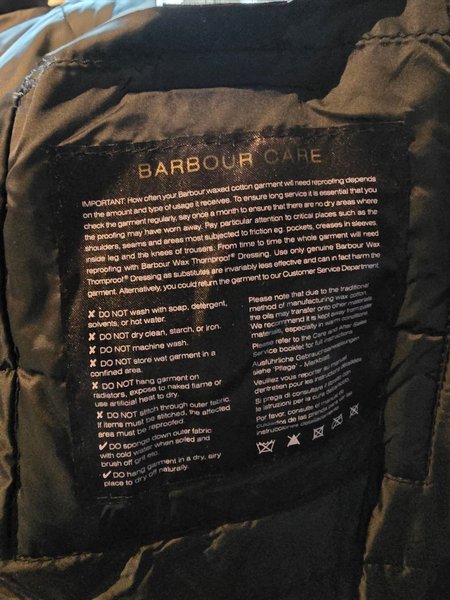 BARBOUR CARE
IMPORTANT: How often your Barbour waxed cotton garment will need reproofing depends
on the amount and type of usage it receives. To ensure long service it is essential that you
check the garment regularly, say once a month to ensure that there are no dry areas where
the proofing may have worn away. Pay particular attention to critical places such as the
shoulders, seams and areas most subjected to friction eg. pockets, creases in sleeves,
inside leg and the knees of trousers. From time to time the whole garment will need
reproofing with Barbour Wax Thornproof® Dressing. Use only genuine Barbour Wax
Thornproof® Dressing as substitutes are invariably less effective and can in fact harm the
garment. Alternatively, you could return the garment to our Customer Service Department.
✗ DO NOT wash with soap, detergent,
solvents, or hot water.
✗ DO NOT dry clean, starch, or iron.
✗ DO NOT machine wash.
✗ DO NOT store wet garment in a
confined area.
✗ DO NOT hang garment on
radiators, expose to naked flame or
use artificial heat to dry.
✗ DO NOT stitch through outer fabric.
If items must be stitched, the affected
area must be reproofed
✓ DO sponge down outer fabric
with cold water when soiled and
brush off grit etc.
✓ DO hang garment in a dry, airy
place to dry off naturally.
Please note that due to the traditional
method of manufacturing wax cotton,
the oils may transfer onto other materials.
We recommend it is kept away from pale
materials, especially in warm conditions.
Please refer to the Care and After Sales
Service booklet for full instructions.
Ausführliche Gebrauchsanweisungen
siehe 'Pflege' - Merkblatt.
Veuillez vous reporter au manuel
d'entretien pour les instructions détaillées
Si prega di consultare il libretto
le istruzioni per la cura
Por favor, consulte el manual de
cuidados de las prendas para
instrucciones